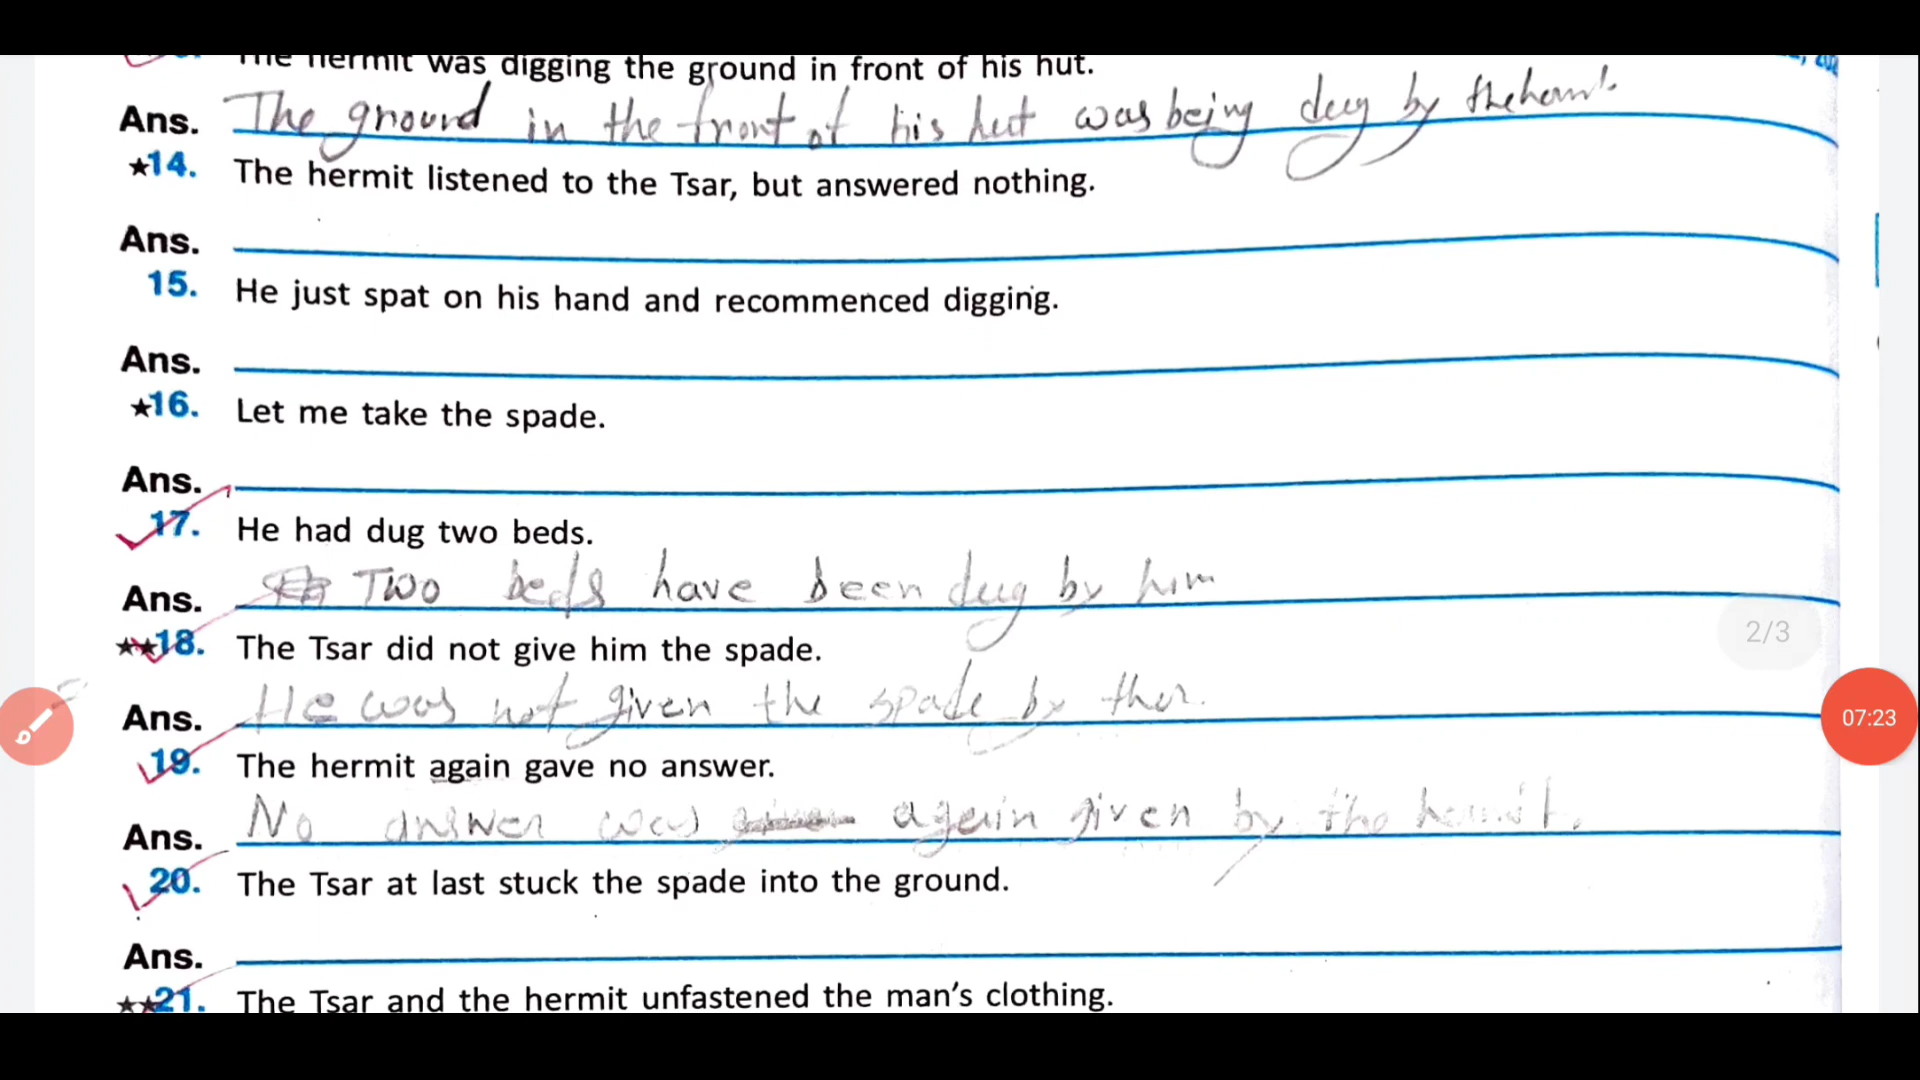 The hermit was digging the ground in front of his hut.
Ans. The ground in the front of his hut was being dug by the
★14. The hermit listened to the Tsar, but answered nothing.
Ans.
15. He just spat on his hand and recommenced digging.
Ans.
★16. Let me take the spade.
Ans.
17. He had dug two beds.
Ans. Two beds have been dug by him
2/3
★★18. The Tsar did not give him the spade.
Ans. He was not given the spade by
07:23
19. The hermit again gave no answer.
Ans. No answer was again given by the hermit.
20. The Tsar at last stuck the spade into the ground.
Ans.
★★21. The Tsar and the hermit unfastened the man's clothing.